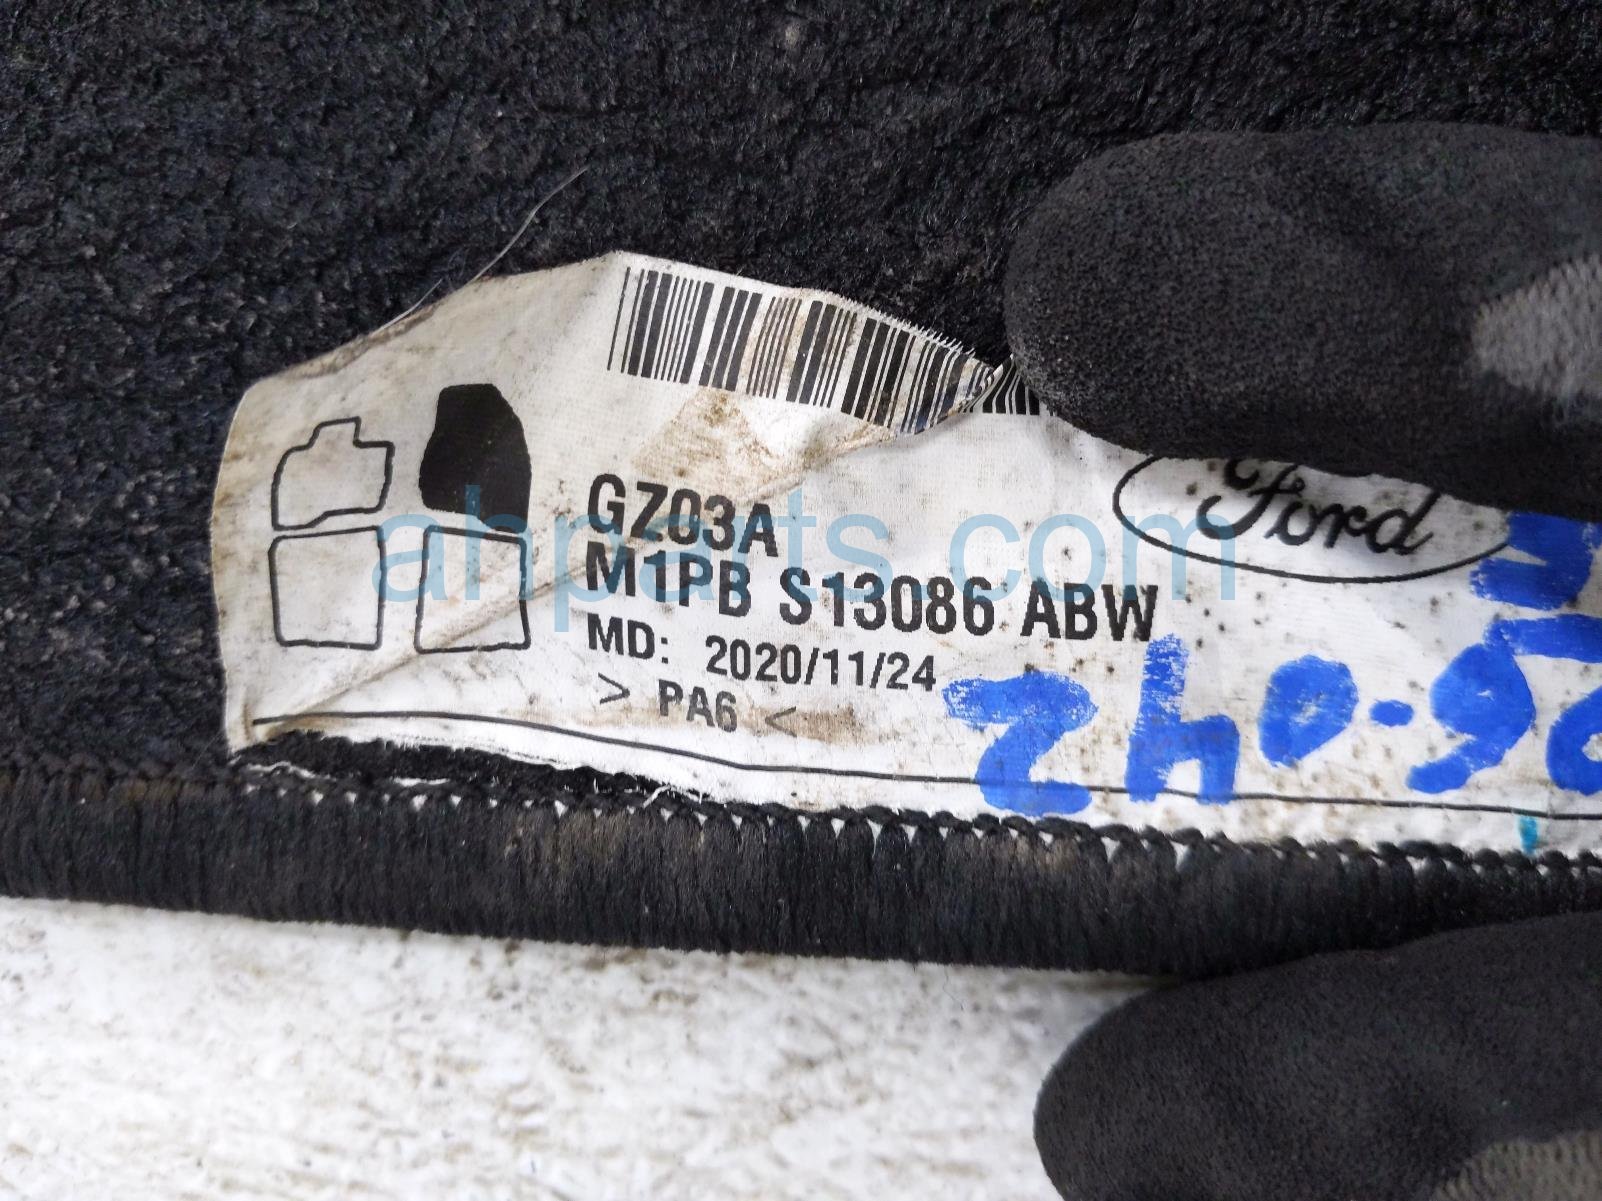 GZ03A
Ford
M1PB S13086 ABW
MD: 2020/11/24
> PA6 <
ahparts.com